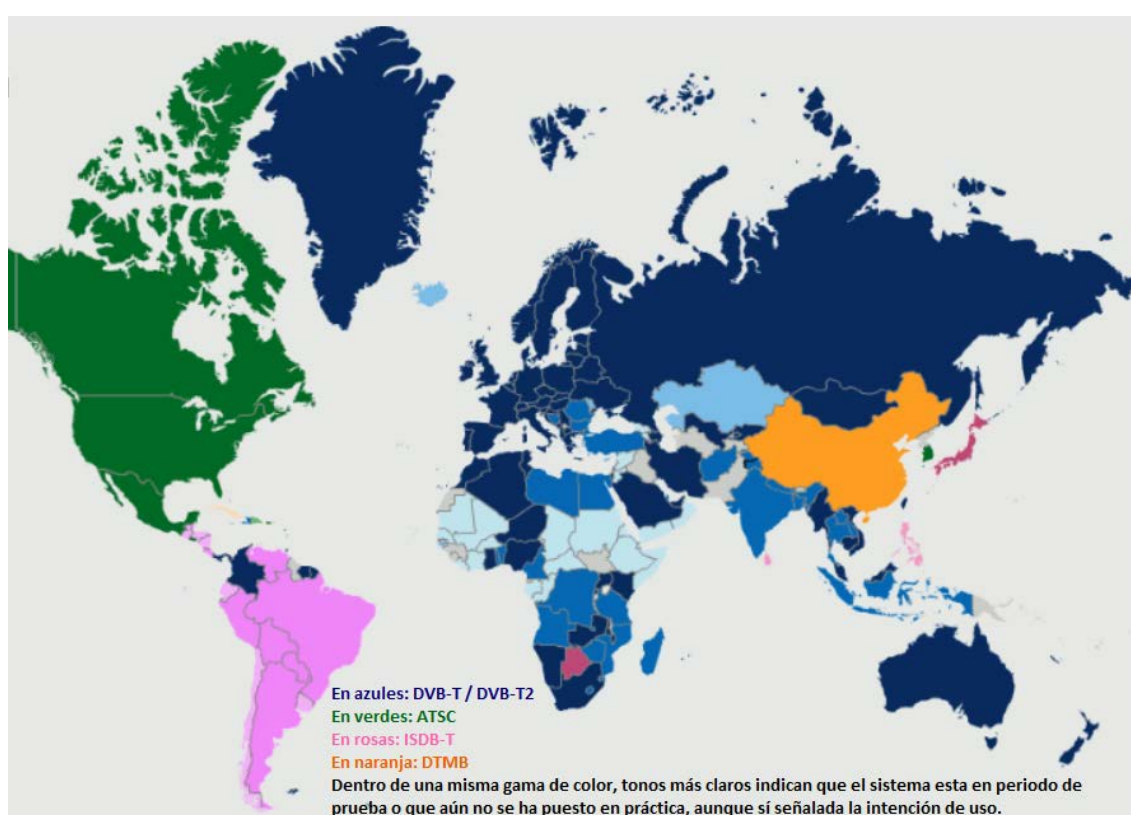 En azules: DVB-T / DVB-T2
En verdes: ATSC
En rosas: ISDB-T
En naranja: DTMB
Dentro de una misma gama de color, tonos más claros indican que el sistema esta en periodo de
prueba o que aún no se ha puesto en práctica, aunque sí señalada la intención de uso.